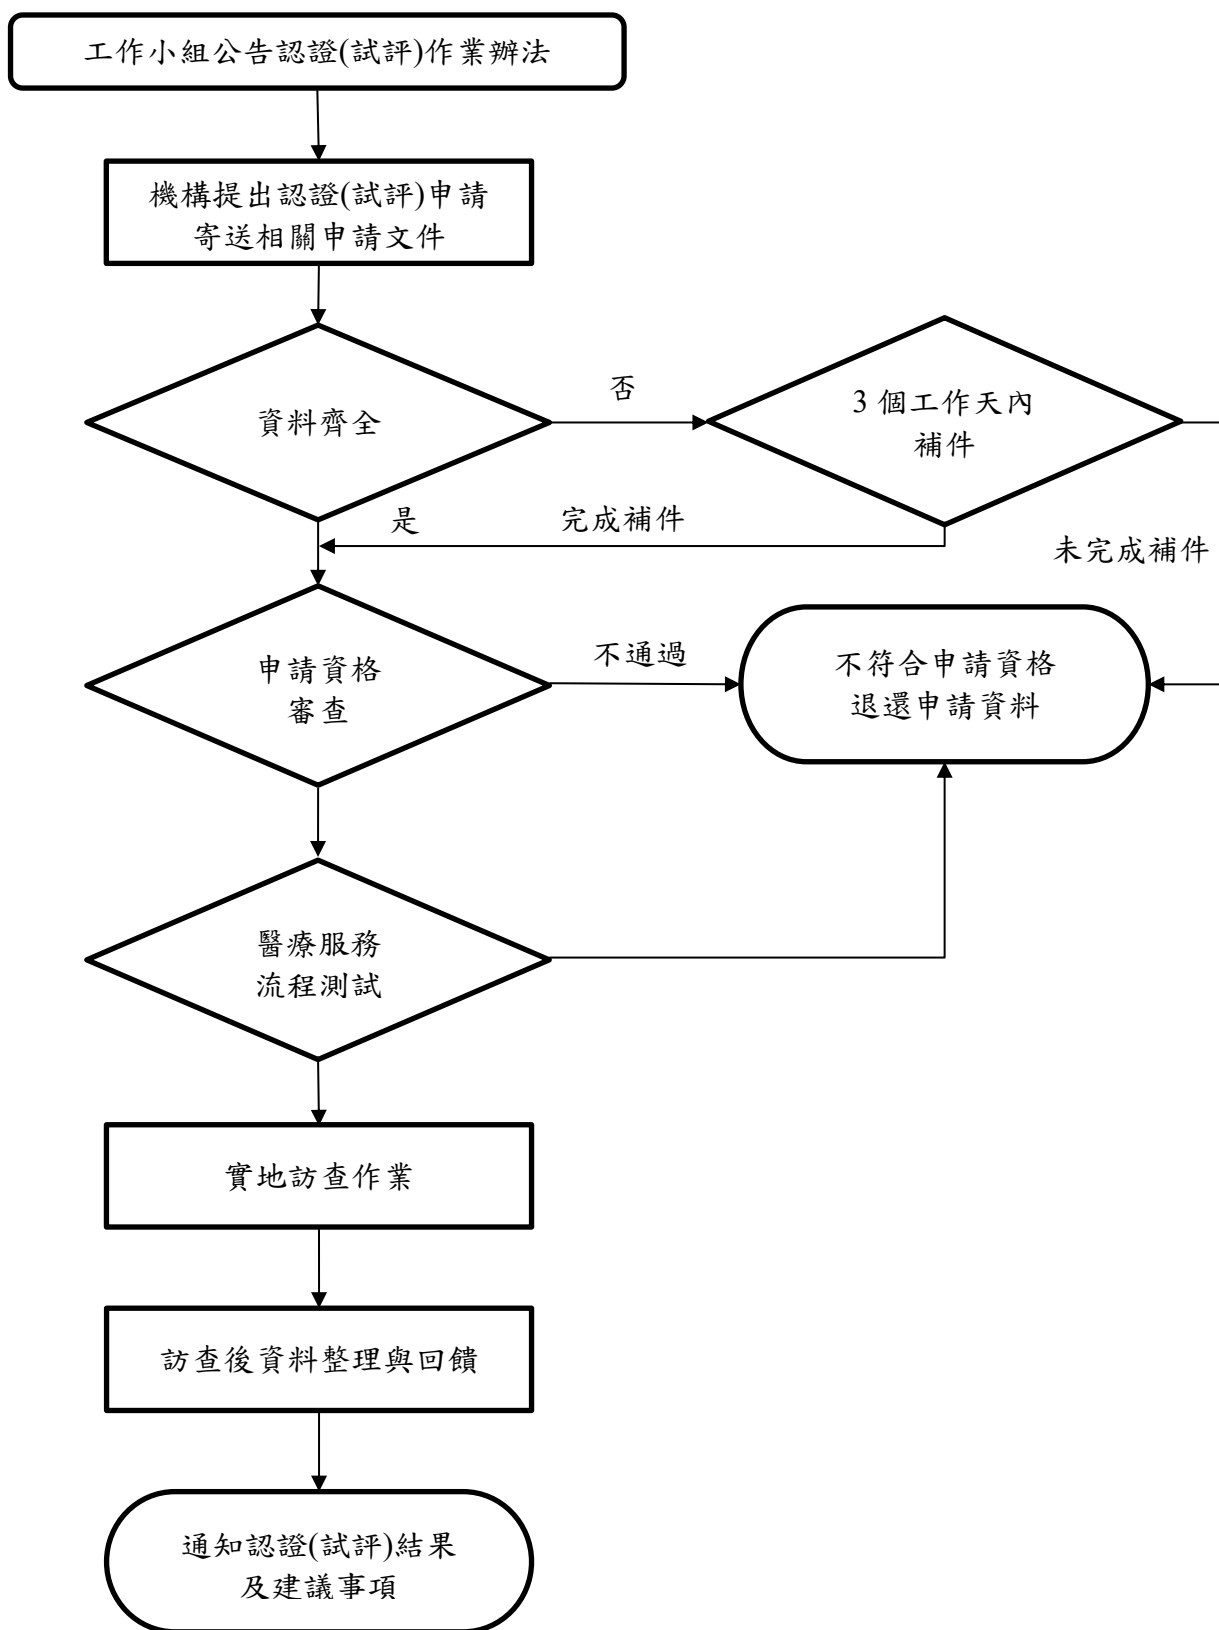 工作小組公告認證(試評)作業辦法
機構提出認證(試評)申請
寄送相關申請文件
資料齊全
否
3 個工作天內
補件
是
完成補件
未完成補件
申請資格
審查
不通過
不符合申請資格
退還申請資料
醫療服務
流程測試
實地訪查作業
訪查後資料整理與回饋
通知認證(試評)結果
及建議事項